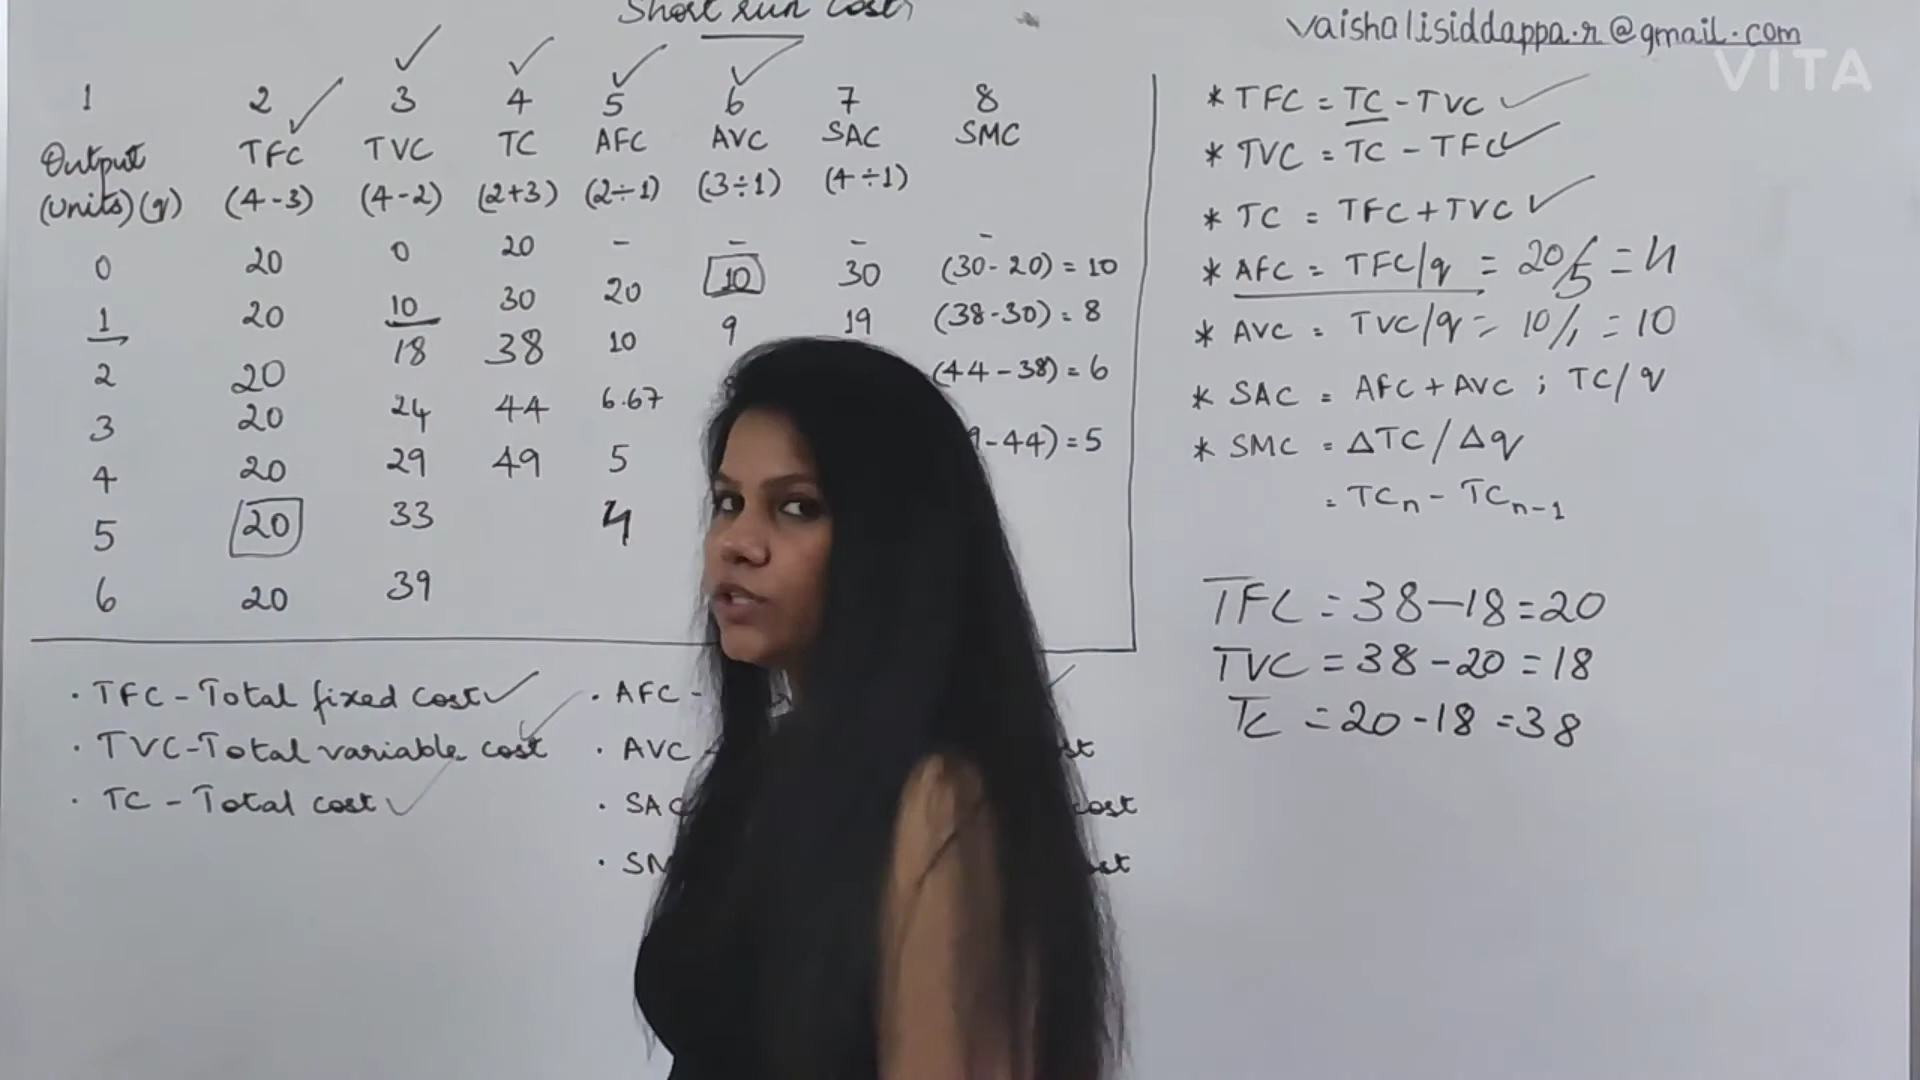 Short run costs
vaishalisiddappa.r@gmail.com
VITA
1 2 3 4 5 6 7 8
Output TFC TVC TC AFC AVC SAC SMC
(units)(q) (4-3) (4-2) (2+3) (2÷1) (3÷1) (4÷1)
0 20 0 20 - - - -
1 20 10 30 20 10 30 (30-20) = 10
2 20 18 38 10 9 19 (38-30) = 8
3 20 24 44 6.67 (44-38) = 6
4 20 29 49 5 -44) = 5
5 20 33 4
6 20 39
· TFC - Total fixed cost
· TVC - Total variable cost
· TC - Total cost
· AFC -
· AVC
· SAC cost
* TFC = TC - TVC
* TVC = TC - TFC
* TC = TFC + TVC
* AFC = TFC/q = 20/5 = 4
* AVC = TVC/q = 10/1 = 10
* SAC = AFC + AVC ; TC/q
* SMC = ΔTC/Δq
= TCn - TCn-1
TFC = 38-18 = 20
TVC = 38-20 = 18
TC = 20-18 = 38